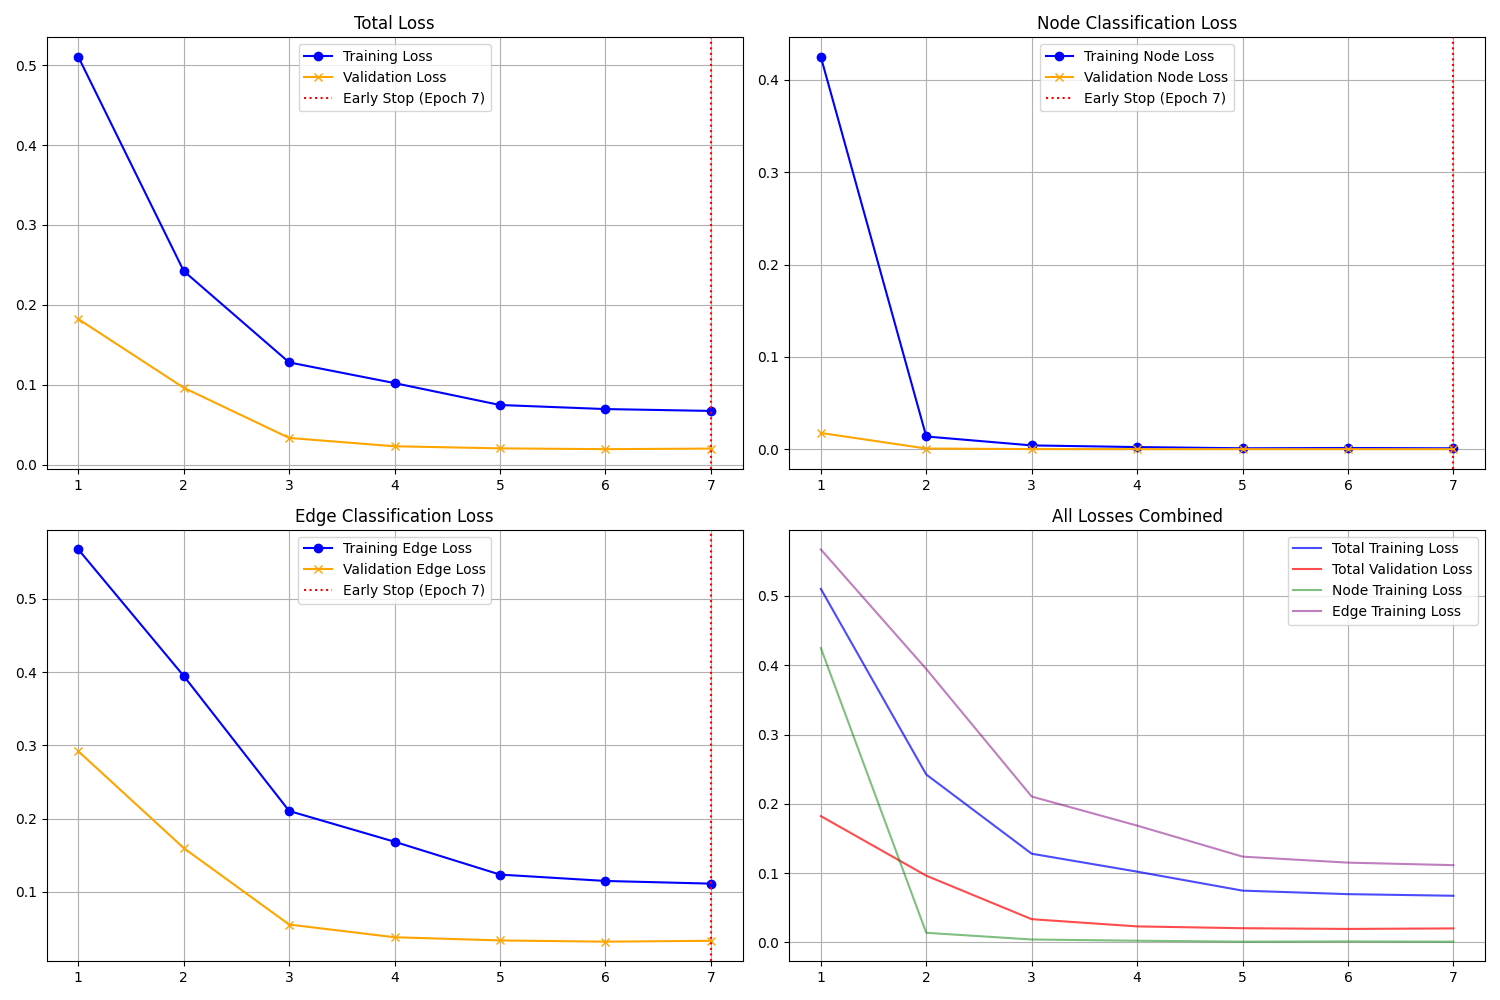 Total Loss
0.5
0.4
0.3
0.2
0.1
0.0
1 2 3 4 5 6 7
Training Loss
Validation Loss
Early Stop (Epoch 7)
Node Classification Loss
0.4
0.3
0.2
0.1
0.0
1 2 3 4 5 6 7
Training Node Loss
Validation Node Loss
Early Stop (Epoch 7)
Edge Classification Loss
0.5
0.4
0.3
0.2
0.1
1 2 3 4 5 6 7
Training Edge Loss
Validation Edge Loss
Early Stop (Epoch 7)
All Losses Combined
0.5
0.4
0.3
0.2
0.1
0.0
1 2 3 4 5 6 7
Total Training Loss
Total Validation Loss
Node Training Loss
Edge Training Loss